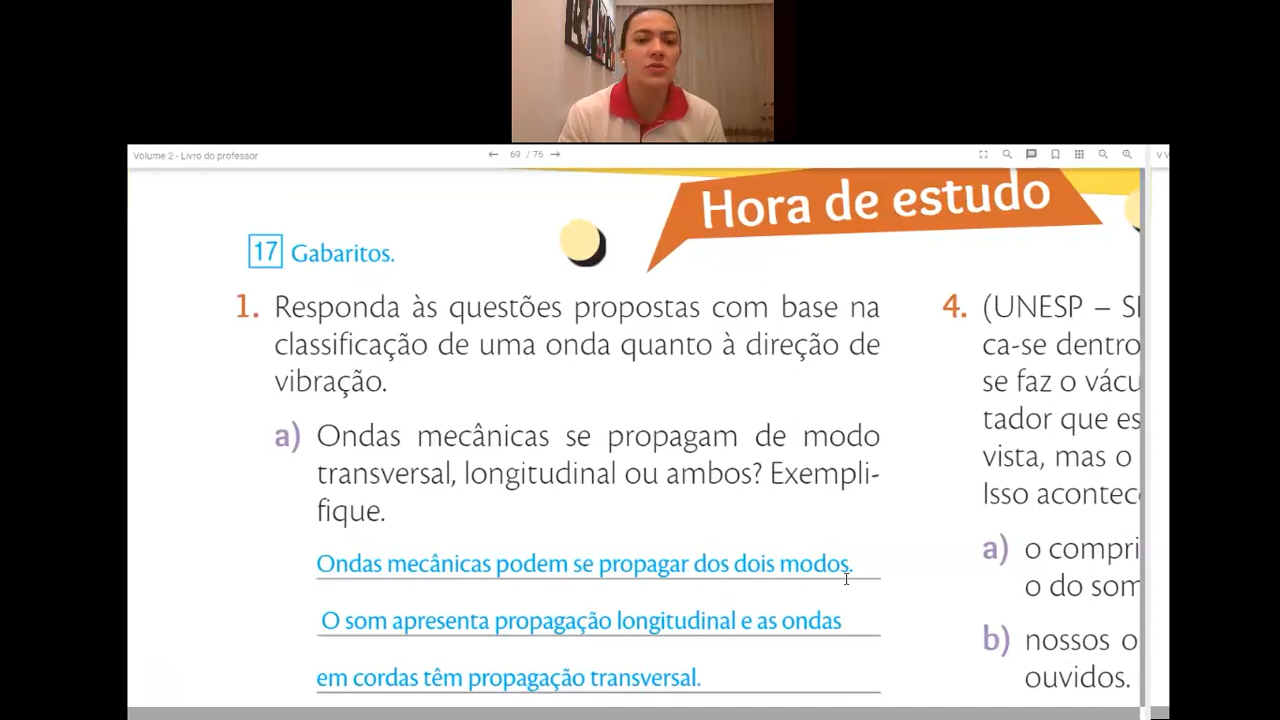 Volume 2 - Livro do professor
69 / 76
V V
Hora de estudo
17 Gabaritos.
1. Responda às questões propostas com base na
classificação de uma onda quanto à direção de
vibração.
a) Ondas mecânicas se propagam de modo
transversal, longitudinal ou ambos? Exempli-
fique.
Ondas mecânicas podem se propagar dos dois modos.
O som apresenta propagação longitudinal e as ondas
em cordas têm propagação transversal.
4. (UNESP – SI
ca-se dentro
se faz o vácu
tador que es
vista, mas o
Isso acontec
a) o compri
o do som
b) nossos o
ouvidos.